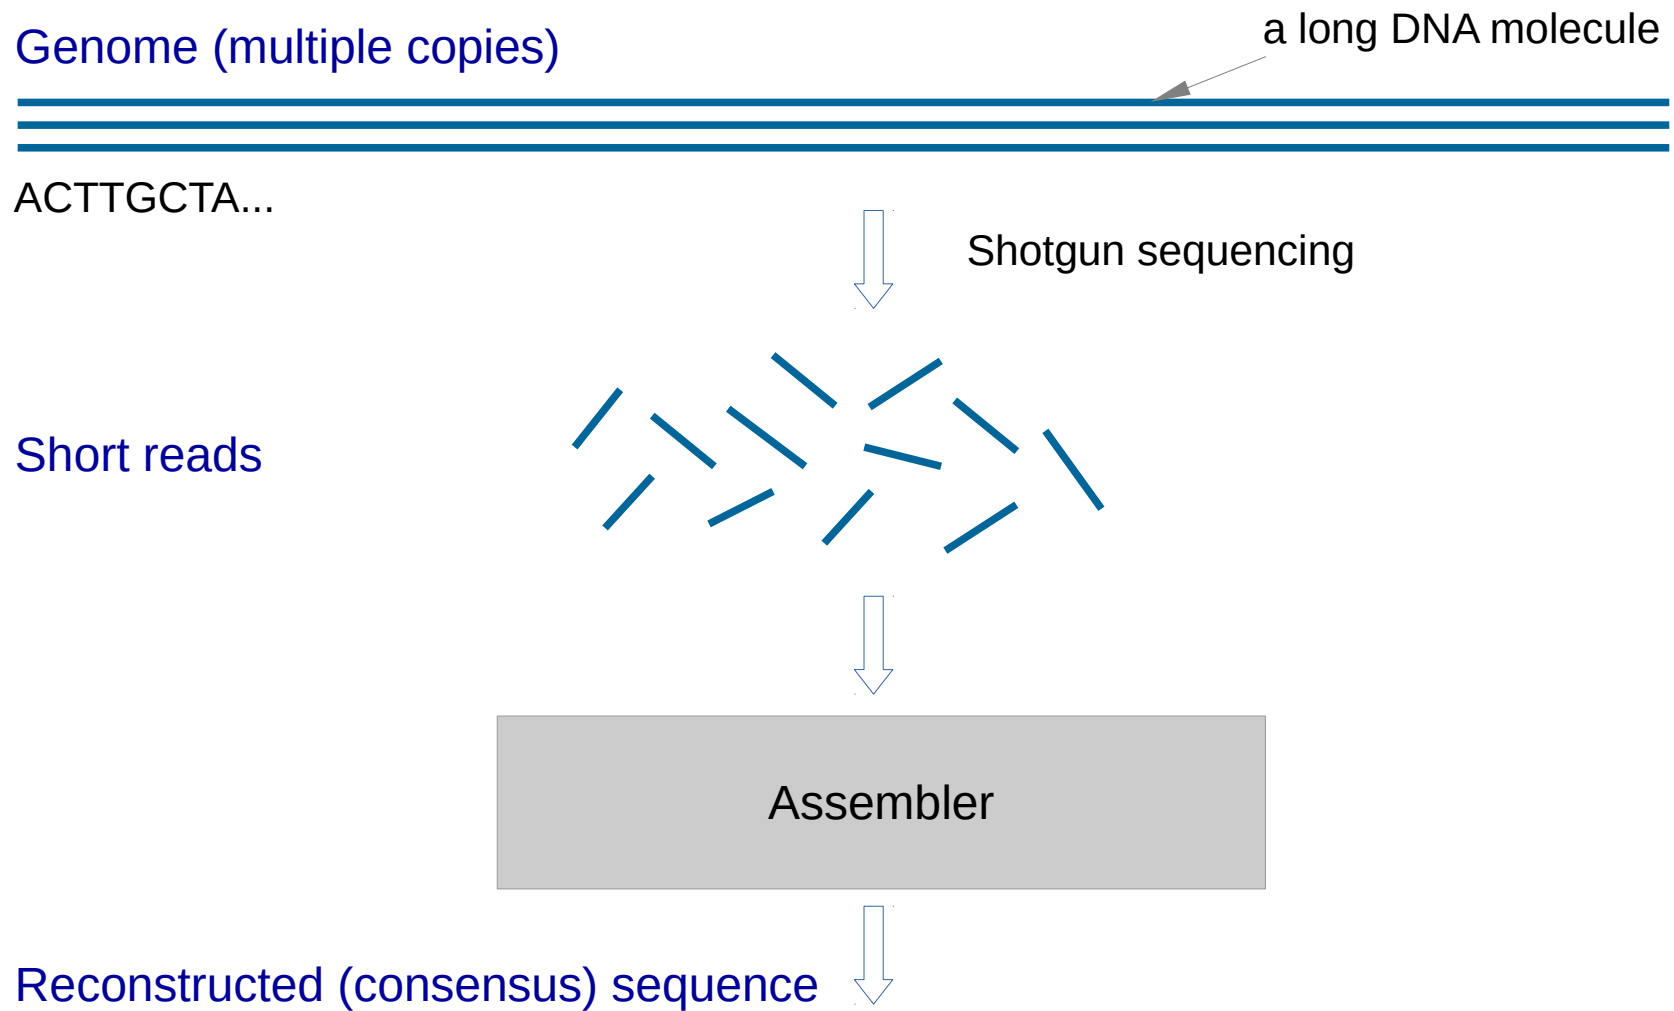 Genome (multiple copies)
a long DNA molecule
ACTTGCTA...
Shotgun sequencing
Short reads
Assembler
Reconstructed (consensus) sequence